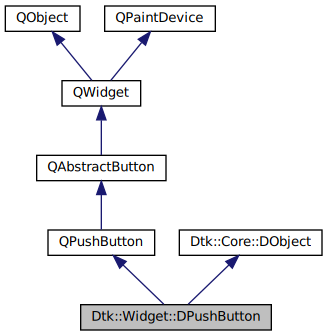 QObject
QPaintDevice
QWidget
QAbstractButton
QPushButton
Dtk::Core::DObject
Dtk::Widget::DPushButton